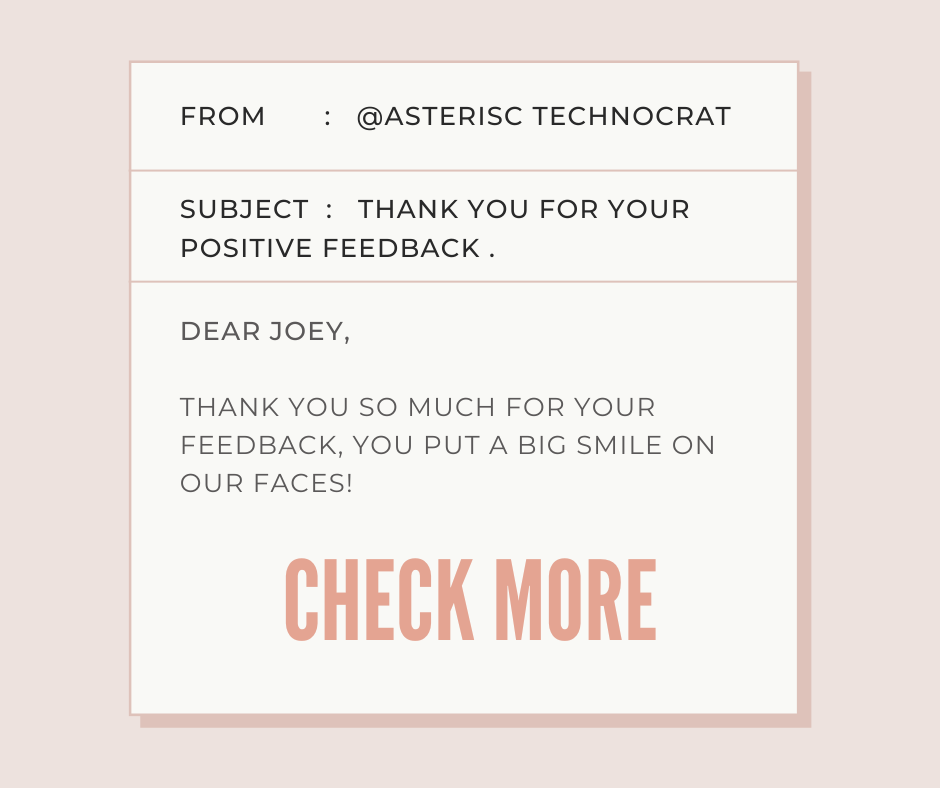 FROM : @ASTERISC TECHNOCRAT
SUBJECT : THANK YOU FOR YOUR
POSITIVE FEEDBACK .
DEAR JOEY,
THANK YOU SO MUCH FOR YOUR
FEEDBACK, YOU PUT A BIG SMILE ON
OUR FACES!
CHECK MORE